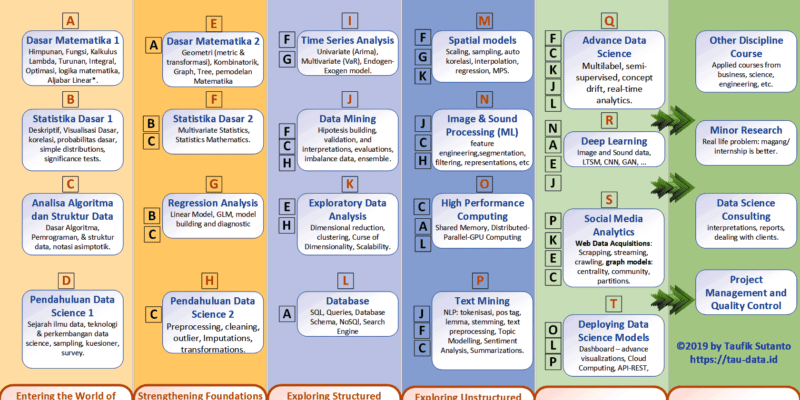 A
Dasar Matematika 1
Himpunan, Fungsi, Kalkulus
Lambda, Turunan, Integral,
Optimasi, logika matematika,
Aljabar Linear*.
B
Statistika Dasar 1
Deskriptif, Visualisasi Dasar,
korelasi, probabilitas dasar,
simple distributions,
significance tests.
C
Analisa Algoritma
dan Struktur Data
Dasar Algoritma,
Pemrograman, & struktur
data, notasi asimptotik.
D
Pendahuluan Data
Science 1
Sejarah ilmu data, teknologi
& perkembangan data
science, sampling, kuesioner,
survey.
Entering the World of
E
A
Dasar Matematika 2
Geometri (metric &
transformasi), Kombinatorik,
Graph, Tree, pemodelan
Matematika
F
B
C
Statistika Dasar 2
Multivariate Statistics,
Statistics Mathematics.
G
B
C
Regression Analysis
Linear Model, GLM, model
building and diagnostic
H
C
Pendahuluan Data
Science 2
Preprocessing, cleaning,
outlier, Imputations,
transformations.
Strengthening Foundations
I
F
G
Time Series Analysis
Univariate (Arima),
Multivariate (VaR), Endogen-
Exogen model.
J
F
C
H
Data Mining
Hipotesis building,
validation, and
interpretations, evaluations,
imbalance data, ensemble.
K
E
H
Exploratory Data
Analysis
Dimensional reduction,
clustering, Curse of
Dimensionality, Scalability.
L
A
Database
SQL, Queries, Database
Schema, NoSQl, Search
Engine
Exploring Structured
M
F
G
K
Spatial models
Scaling, sampling, auto
korelasi, interpolation,
regression, MPS.
N
J
C
H
Image & Sound
Processing (ML)
feature
engineering,segmentation,
filtering, representations, etc
O
C
A
L
High Performance
Computing
Shared Memory, Distributed-
Parallel-GPU Computing
P
J
F
C
Text Mining
NLP: tokenisasi, pos tag,
lemma, stemming, text
preprocessing, Topic
Modelling, Sentiment
Analysis, Summarizations.
Exploring Unstructured
Q
F
C
K
J
L
Advance Data
Science
Multilabel, semi-
supervised, concept
drift, real-time
analytics.
R
N
A
E
J
Deep Learning
Image and Sound data,
LTSM, CNN, GAN, ...
S
P
K
E
C
Social Media
Analytics
Web Data Acquisitions:
Scrapping, streaming,
crawling, graph models:
centrality, community,
partitions.
T
O
L
P
Deploying Data
Science Models
Dashboard – advance
visualizations, Cloud
Computing, API-REST,
Other Discipline
Course
Applied courses from
business, science,
engineering, etc.
Minor Research
Real life problem: magang/
internship is better.
Data Science
Consulting
interpretations, reports,
dealing with clients.
Project
Management and
Quality Control
©2019 by Taufik Sutanto
https://tau-data.id